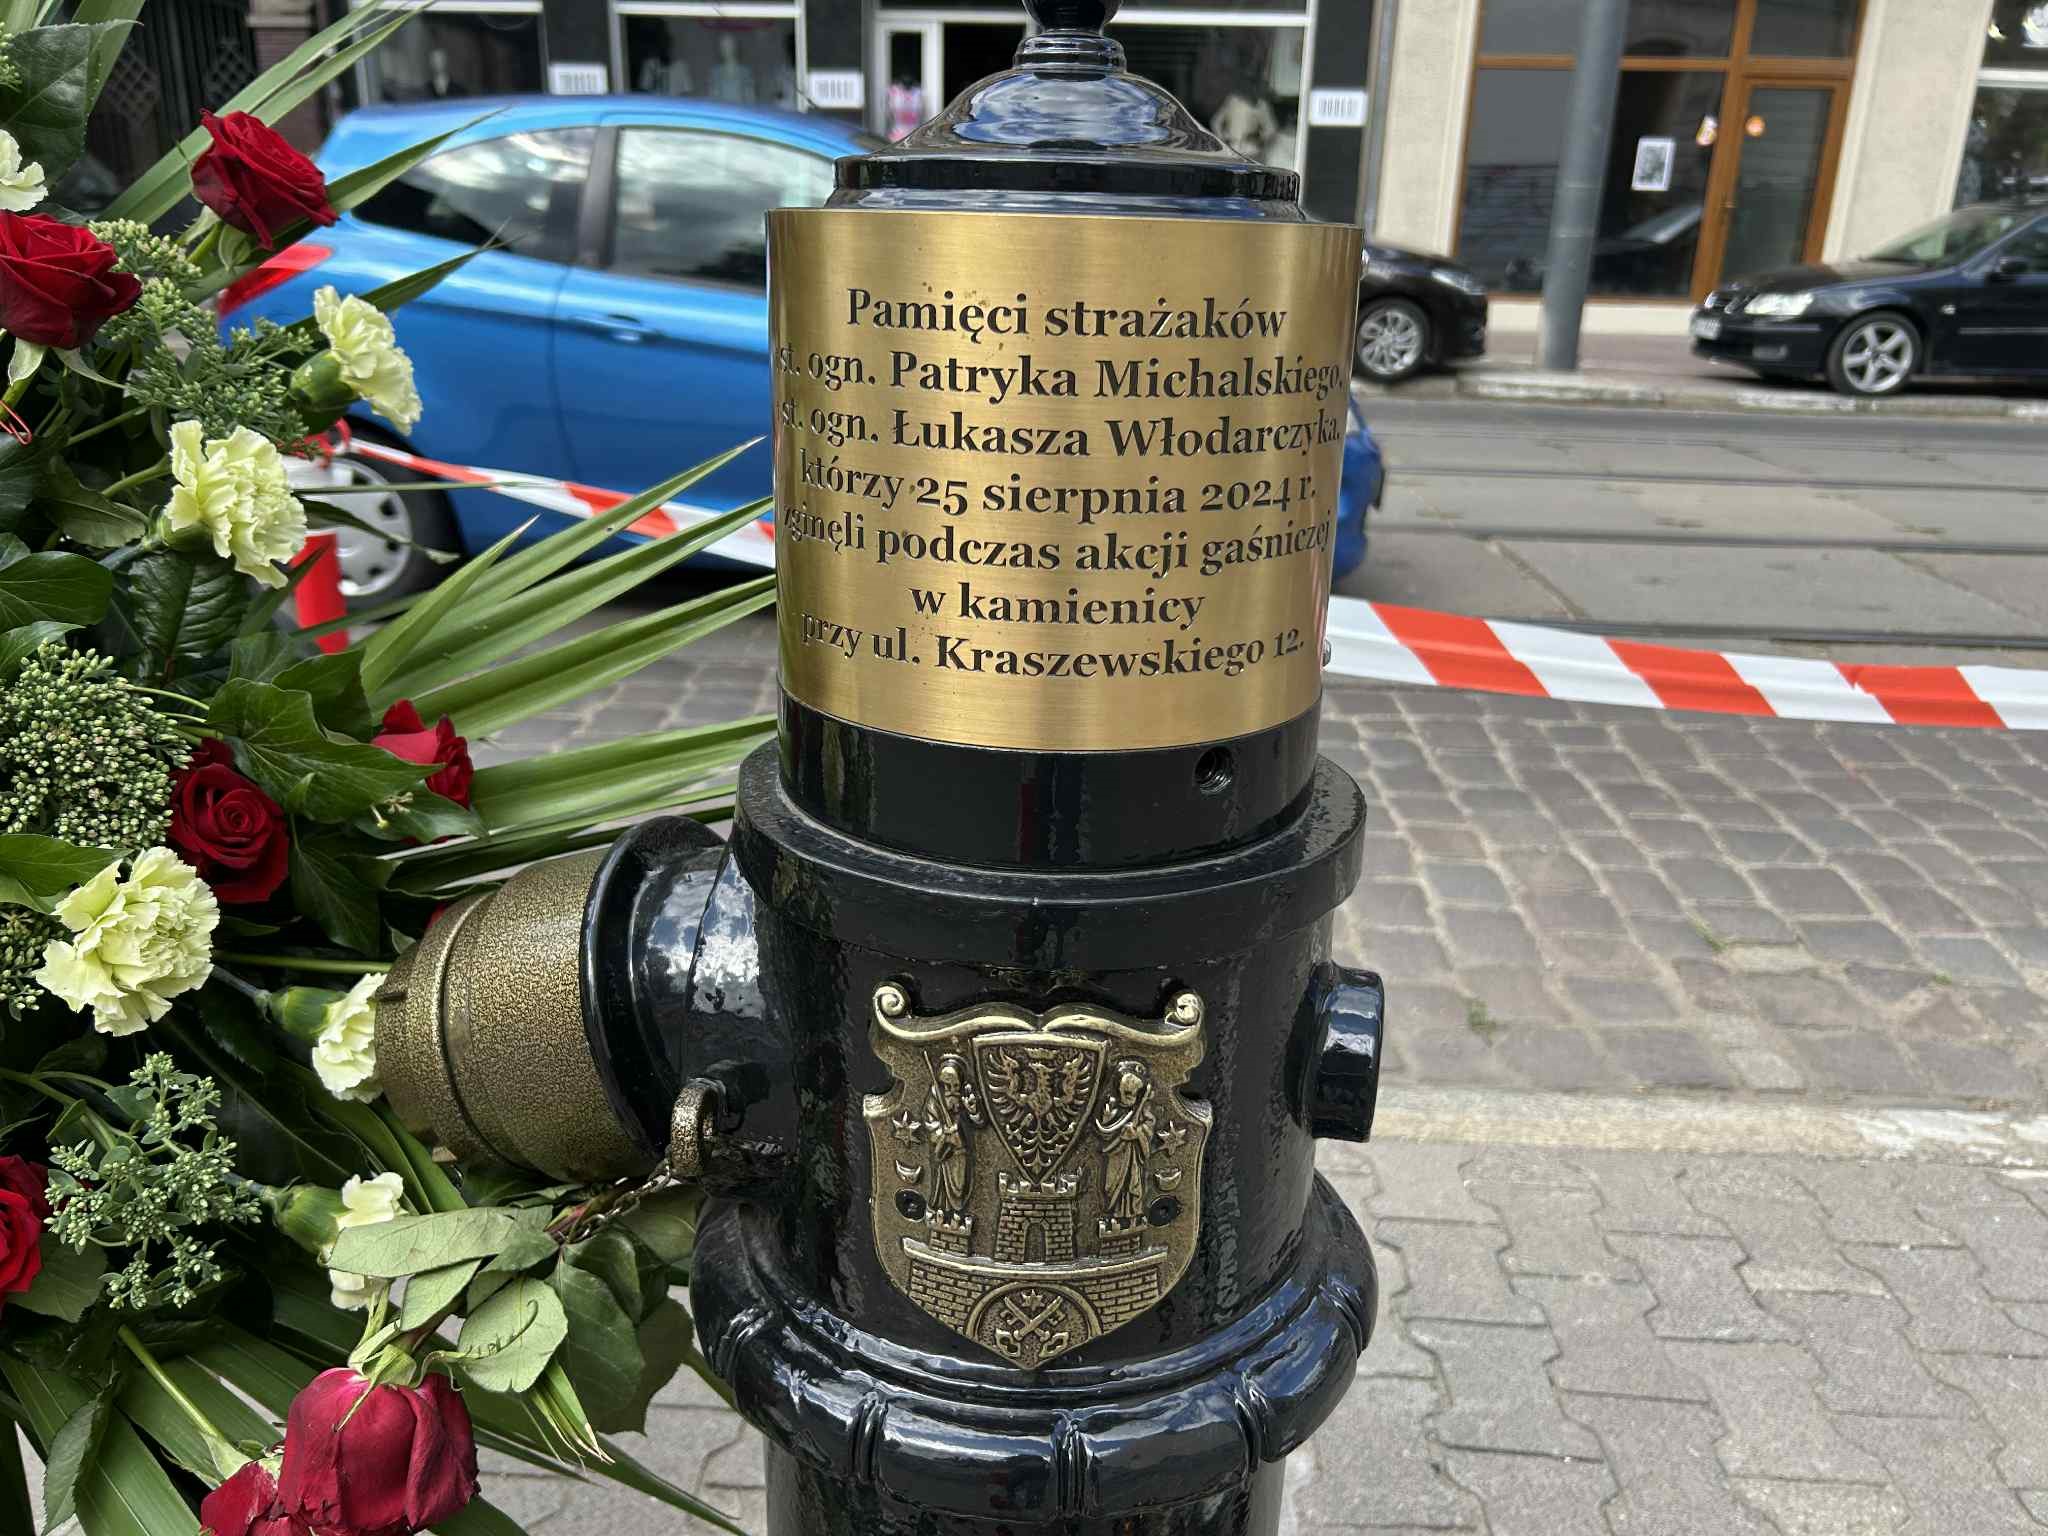 Pamięci strażaków
st. ogn. Patryka Michalskiego,
st. ogn. Łukasza Włodarczyka,
którzy 25 sierpnia 2024 r.
zginęli podczas akcji gaśniczej
w kamienicy
przy ul. Kraszewskiego 12.